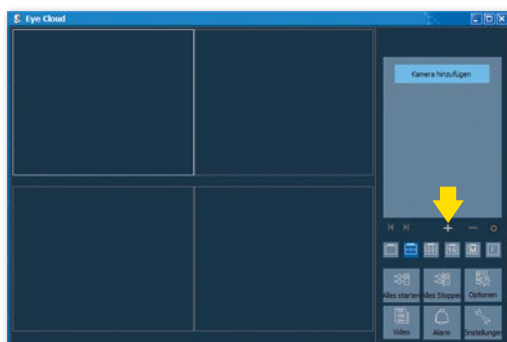 Eye Cloud
Kamera hinzufügen
Alles starten Alles Stoppen Optionen
Video Alarm Einstellungen